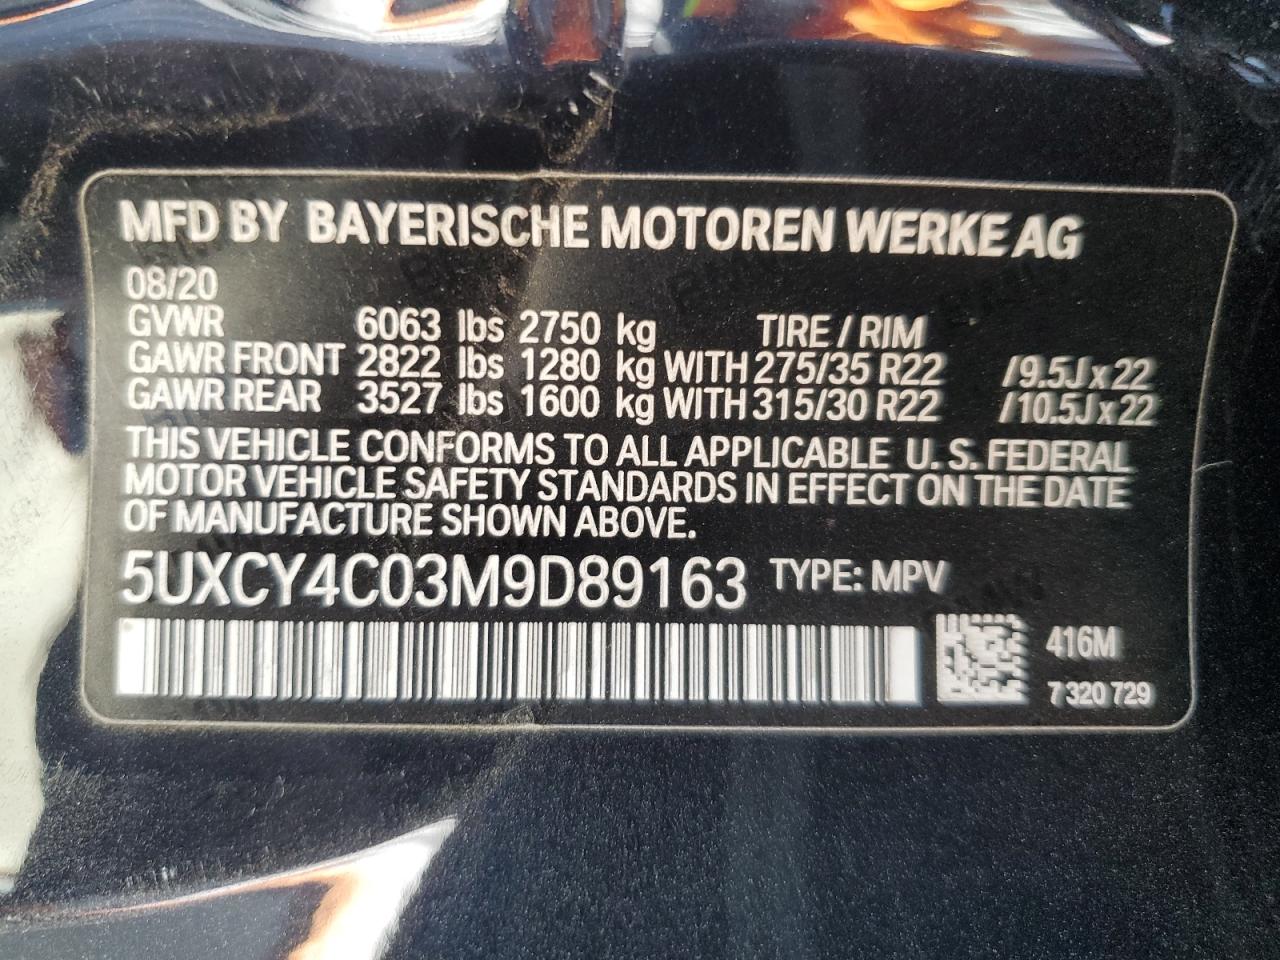 MFD BY BAYERISCHE MOTOREN WERKE AG
08/20
GVWR 6063 lbs 2750 kg TIRE / RIM
GAWR FRONT 2822 lbs 1280 kg WITH 275/35 R22 /9.5J x 22
GAWR REAR 3527 lbs 1600 kg WITH 315/30 R22 /10.5J x 22
THIS VEHICLE CONFORMS TO ALL APPLICABLE U.S. FEDERAL
MOTOR VEHICLE SAFETY STANDARDS IN EFFECT ON THE DATE
OF MANUFACTURE SHOWN ABOVE.
5UXCY4C03M9D89163 TYPE: MPV
416M
7 320 729